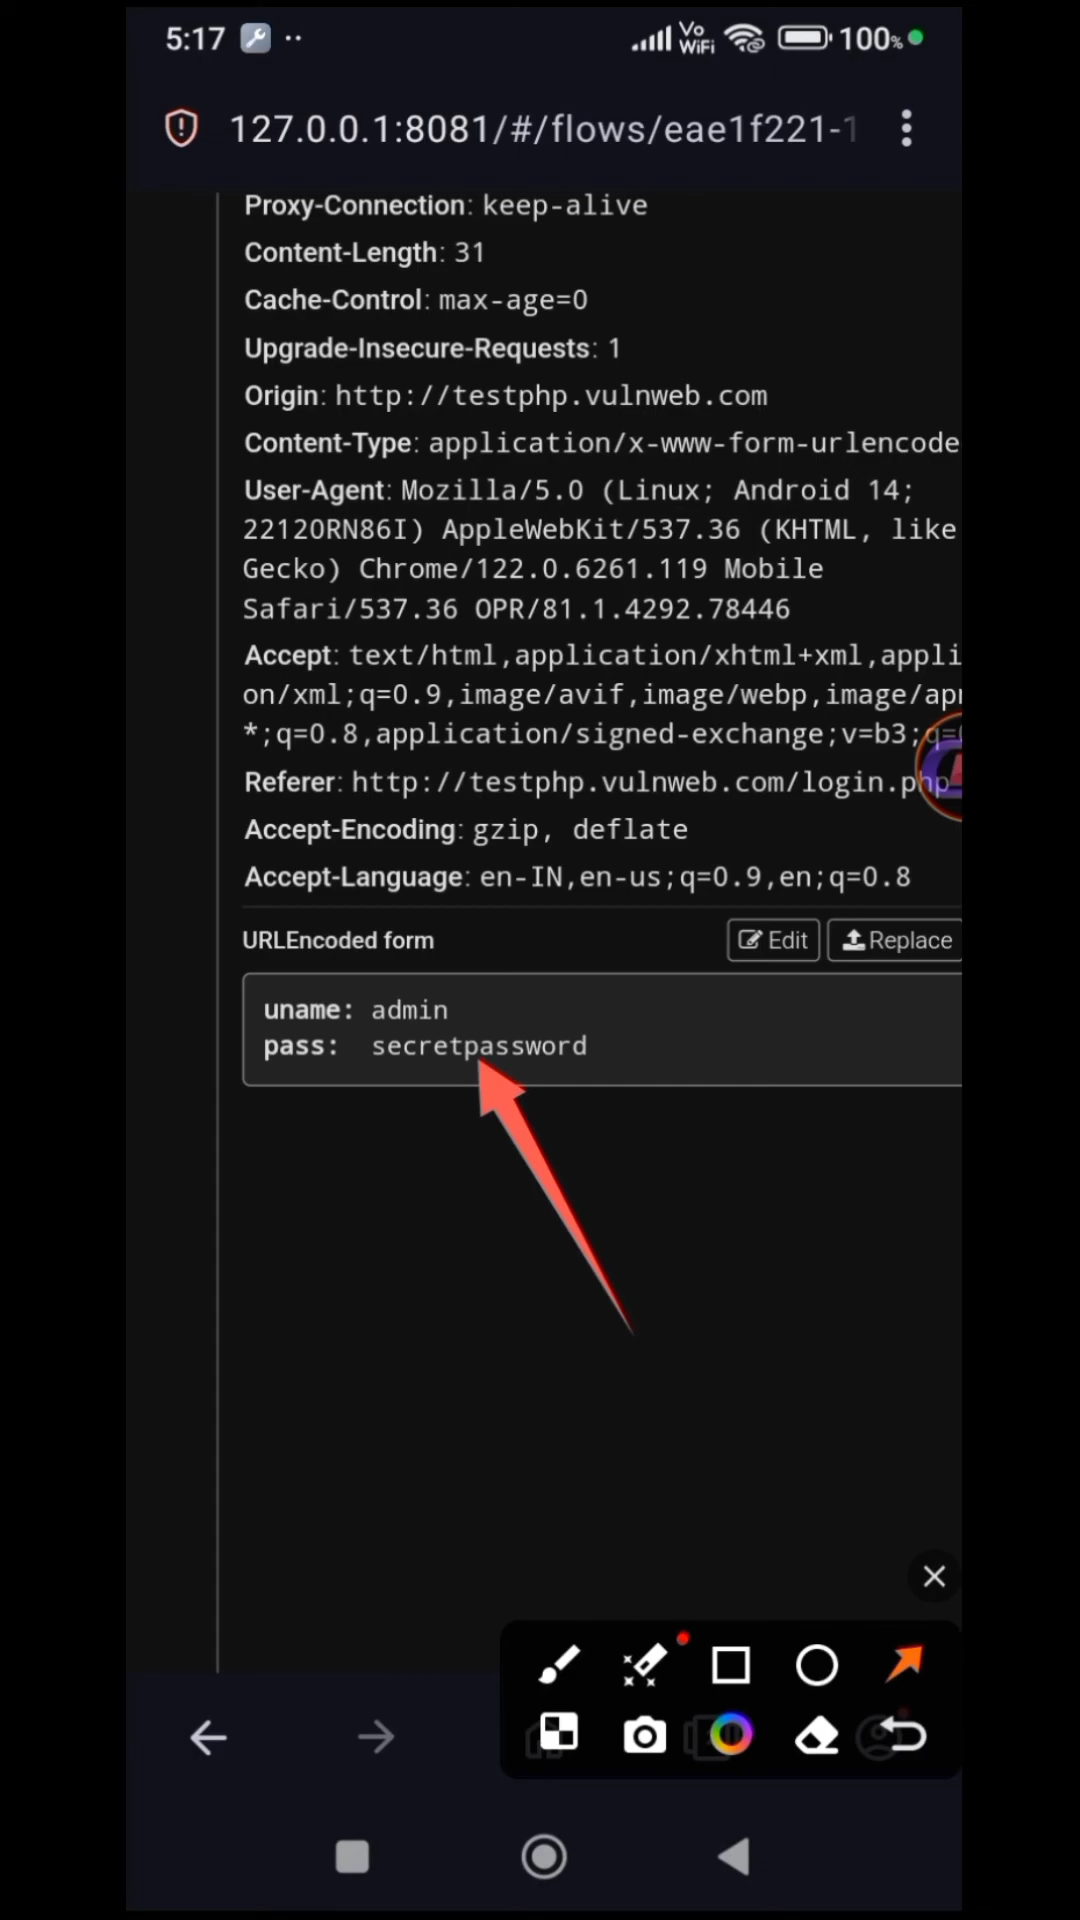 5:17
Vo
WiFi
100%
127.0.0.1:8081/#/flows/eae1f221-1
Proxy-Connection: keep-alive
Content-Length: 31
Cache-Control: max-age=0
Upgrade-Insecure-Requests: 1
Origin: http://testphp.vulnweb.com
Content-Type: application/x-www-form-urlencode
User-Agent: Mozilla/5.0 (Linux; Android 14;
22120RN86I) AppleWebKit/537.36 (KHTML, like
Gecko) Chrome/122.0.6261.119 Mobile
Safari/537.36 OPR/81.1.4292.78446
Accept: text/html,application/xhtml+xml,appli
on/xml;q=0.9,image/avif,image/webp,image/ap
*;q=0.8,application/signed-exchange;v=b3;q=
Referer: http://testphp.vulnweb.com/login.php
Accept-Encoding: gzip, deflate
Accept-Language: en-IN,en-us;q=0.9,en;q=0.8
URLEncoded form
Edit
Replace
uname: admin
pass: secretpassword